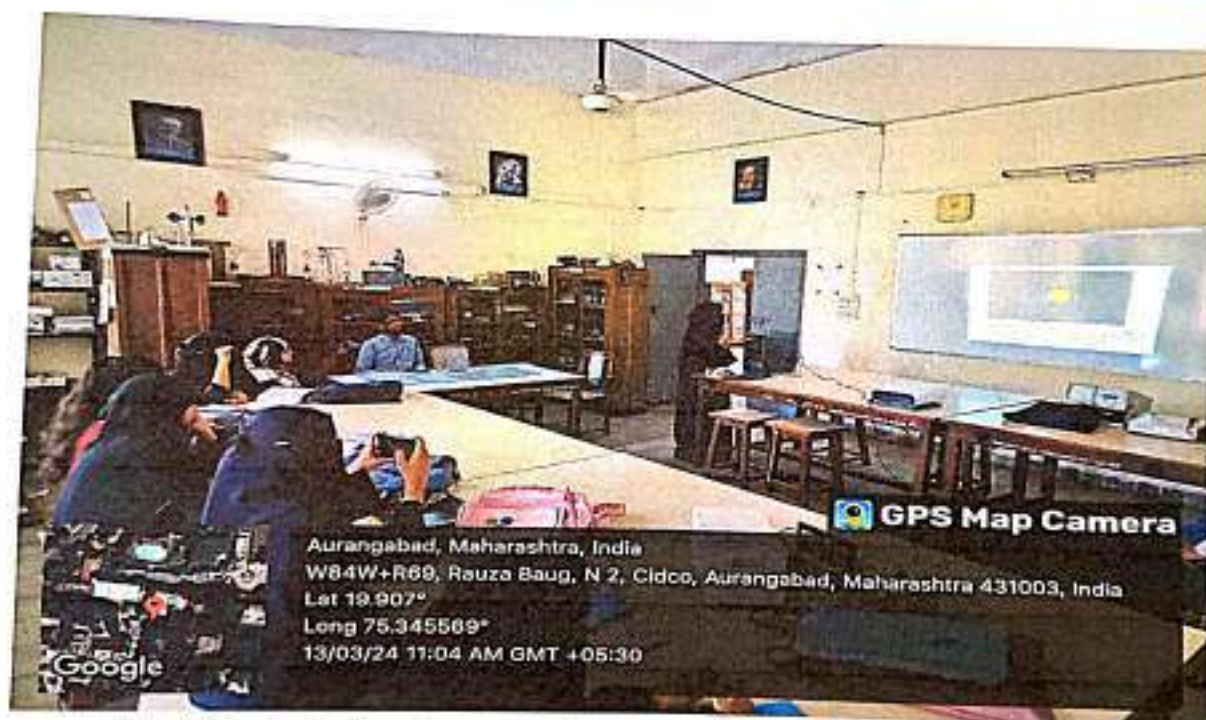 GPS Map Camera
Aurangabad, Maharashtra, India
W84W+R69, Rauza Baug, N 2, Cidco, Aurangabad, Maharashtra 431003, India
Lat 19.907°
Long 75.345569°
13/03/24 11:04 AM GMT +05:30
Google